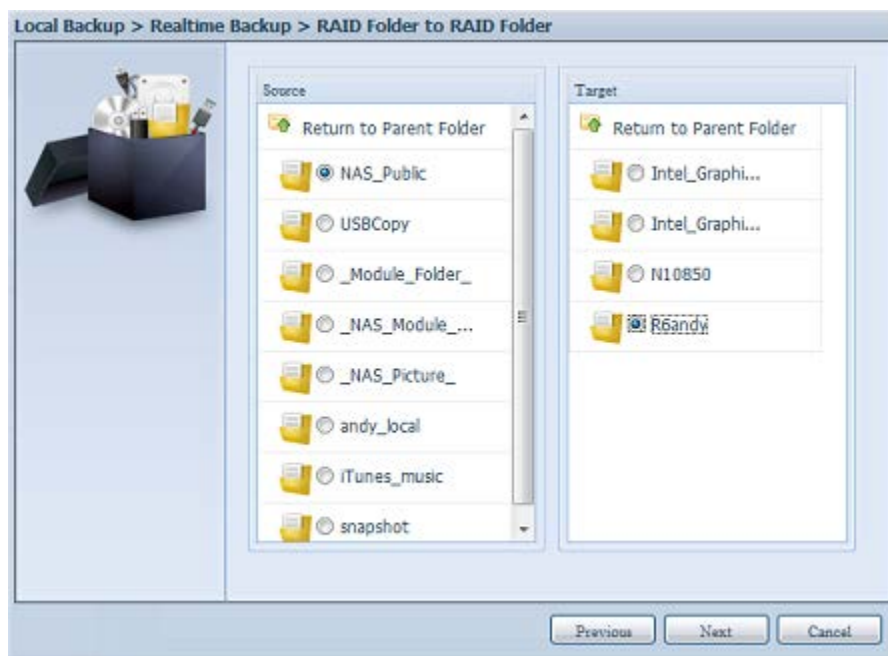 Local Backup > Realtime Backup > RAID Folder to RAID Folder
Source
Return to Parent Folder
NAS_Public
USBCopy
_Module_Folder_
_NAS_Module_...
_NAS_Picture_
andy_local
iTunes_music
snapshot
Target
Return to Parent Folder
Intel_Graphi...
Intel_Graphi...
N10850
R6andy
Previous
Next
Cancel